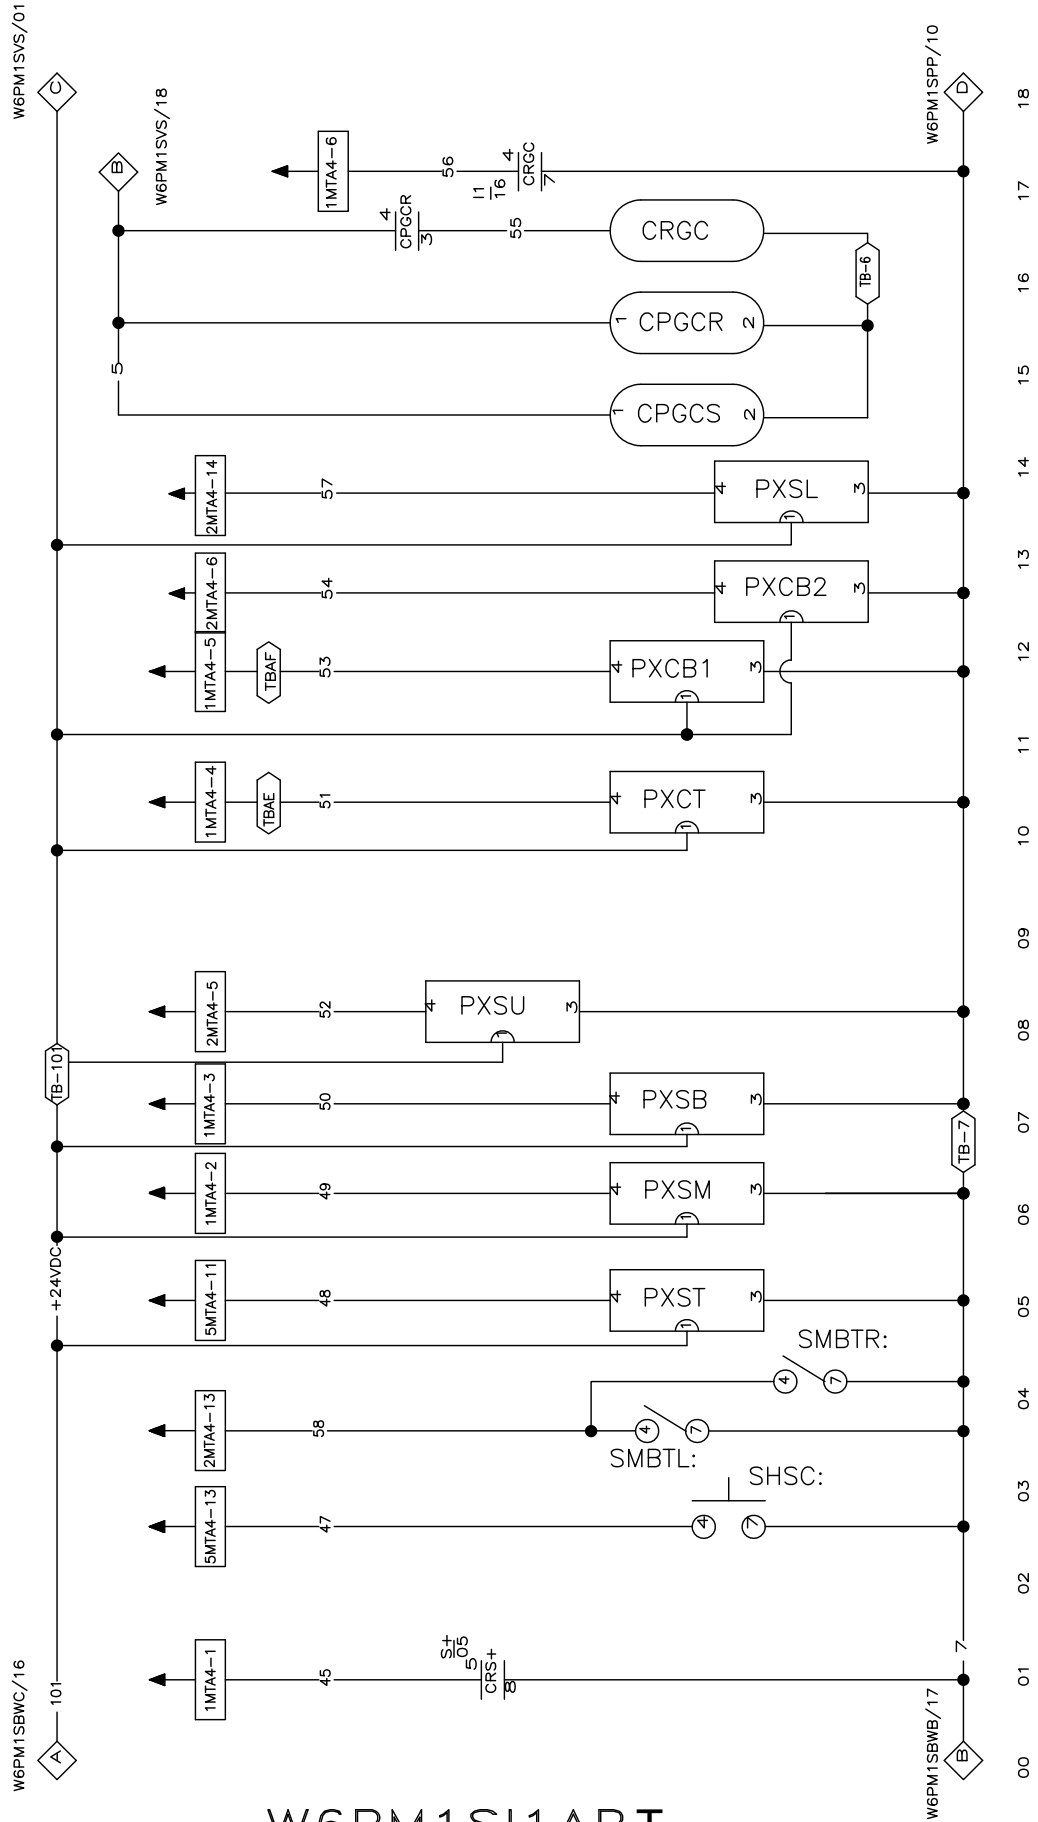 W6PM1SVS/01
C
W6PM1SPP/10
D
18
B
W6PM1SVS/18
1MTA4-6
56
I1
16
4
CRGC
7
17
4
CPGCR
3
55
CRGC
TB-6
16
1
CPGCR
2
5
15
1
CPGCS
2
2MTA4-14
57
4
PXSL
3
1
14
13
2MTA4-6
54
4
PXCB2
3
1
1MTA4-5
TBAF
53
4
PXCB1
3
1
12
11
1MTA4-4
TBAE
51
4
PXCT
3
1
10
09
2MTA4-5
52
4
PXSU
3
1
08
TB-101
1MTA4-3
50
4
PXSB
3
1
07
TB-7
1MTA4-2
49
4
PXSM
3
1
06
+24VDC
5MTA4-11
48
4
PXST
3
1
05
SMBTR:
4
7
04
2MTA4-13
58
4
7
SMBTL:
SHSC:
03
5MTA4-13
47
4
7
02
1MTA4-1
45
S+
05
5
CRS+
8
7
01
W6PM1SBWC/16
101
A
W6PM1SBWB/17
B
00
W6PM1SI1ART